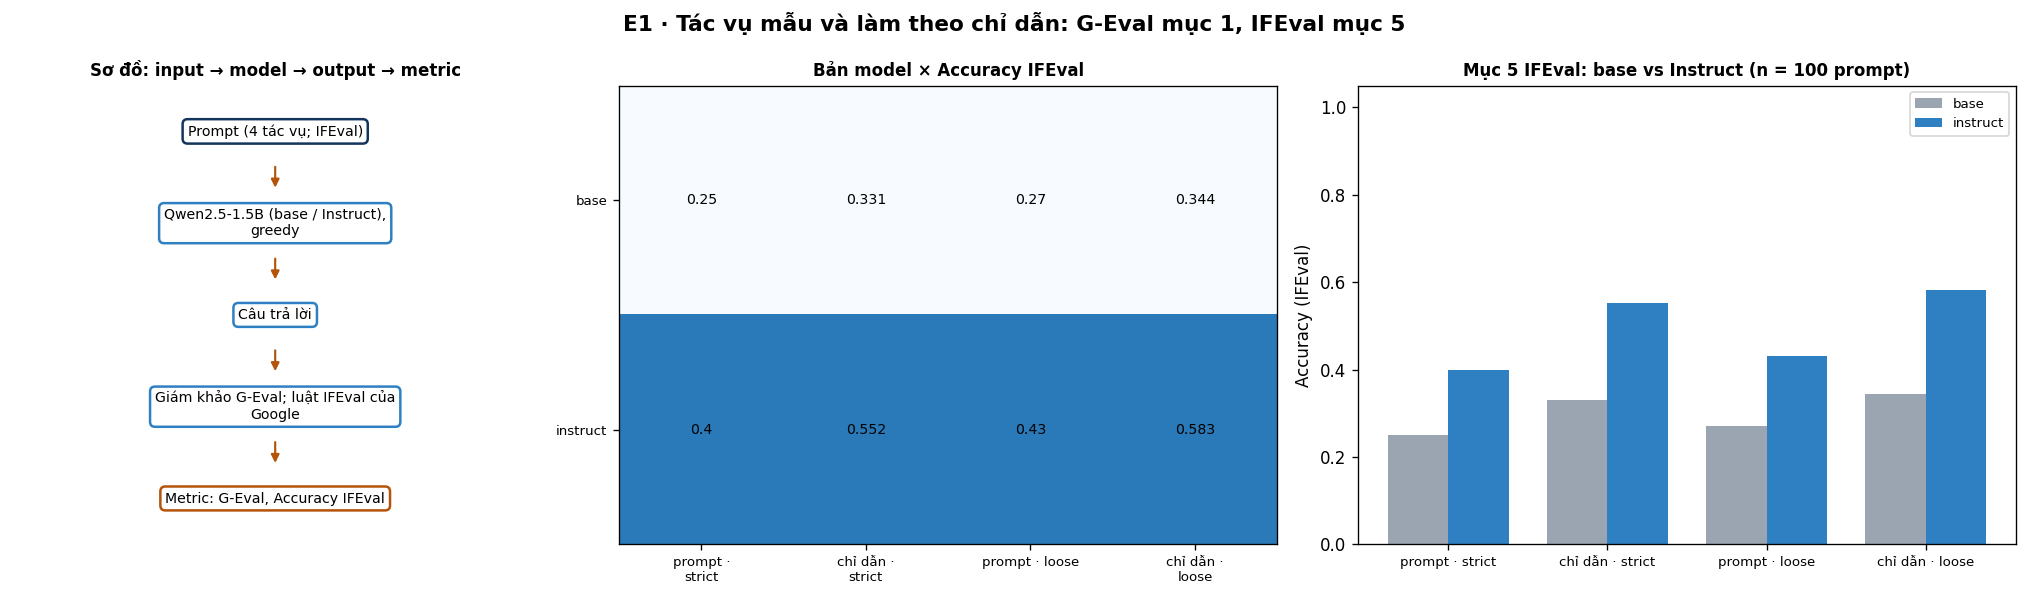 E1 · Tác vụ mẫu và làm theo chỉ dẫn: G-Eval mục 1, IFEval mục 5
Sơ đồ: input → model → output → metric
Prompt (4 tác vụ; IFEval)
Qwen2.5-1.5B (base / Instruct),
greedy
Câu trả lời
Giám khảo G-Eval; luật IFEval của
Google
Metric: G-Eval, Accuracy IFEval
Bản model × Accuracy IFEval
base
0.25 0.331 0.27 0.344
instruct
0.4 0.552 0.43 0.583
prompt ·
strict
chỉ dẫn ·
strict
prompt · loose
chỉ dẫn ·
loose
Mục 5 IFEval: base vs Instruct (n = 100 prompt)
base
instruct
Accuracy (IFEval)
1.0
0.8
0.6
0.4
0.2
0.0
prompt · strict
chỉ dẫn · strict
prompt · loose
chỉ dẫn · loose